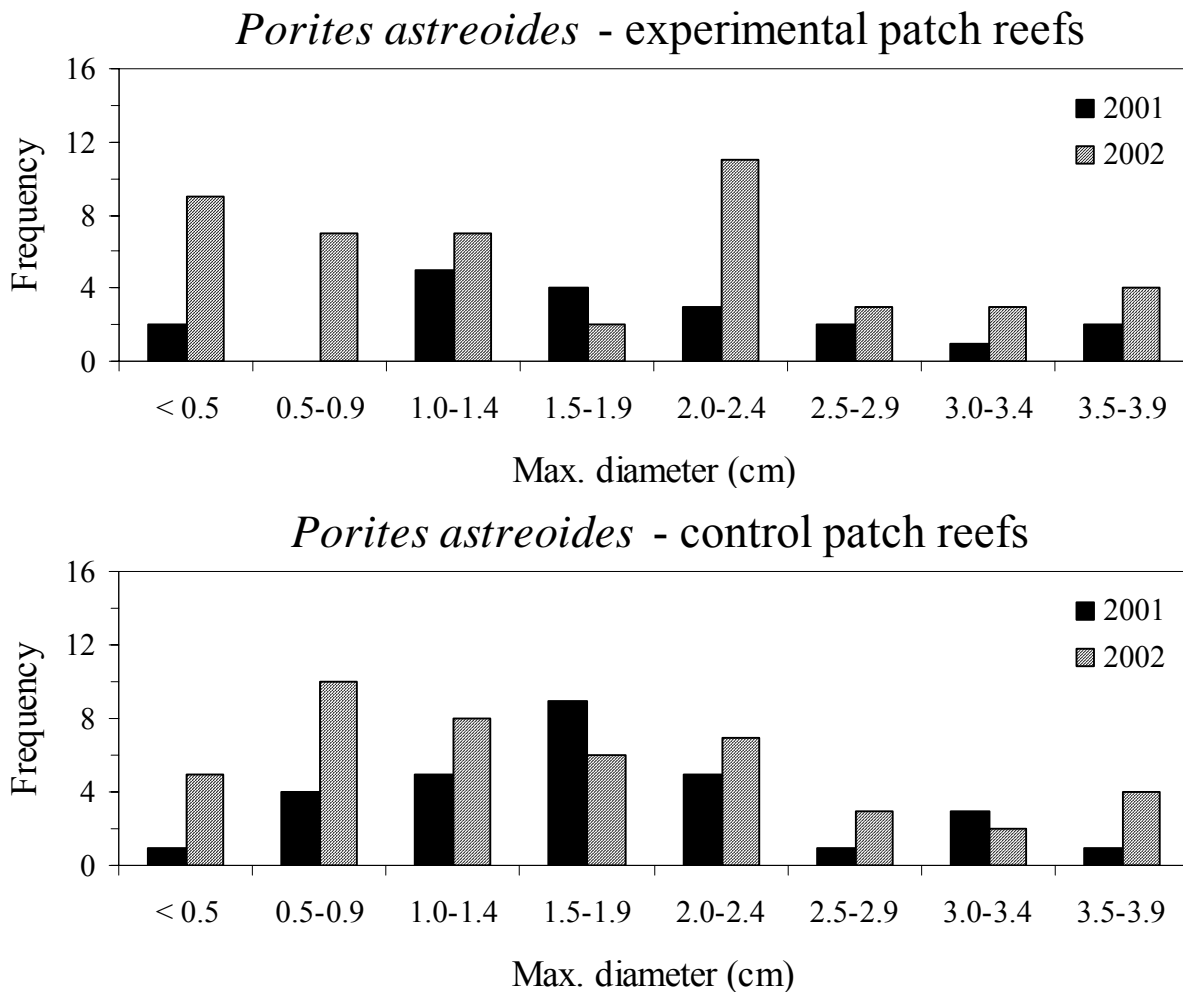 Porites astreoides - experimental patch reefs
16
12
8
4
0
Frequency
2001
2002
< 0.5 0.5-0.9 1.0-1.4 1.5-1.9 2.0-2.4 2.5-2.9 3.0-3.4 3.5-3.9
Max. diameter (cm)
Porites astreoides - control patch reefs
16
12
8
4
0
Frequency
2001
2002
< 0.5 0.5-0.9 1.0-1.4 1.5-1.9 2.0-2.4 2.5-2.9 3.0-3.4 3.5-3.9
Max. diameter (cm)